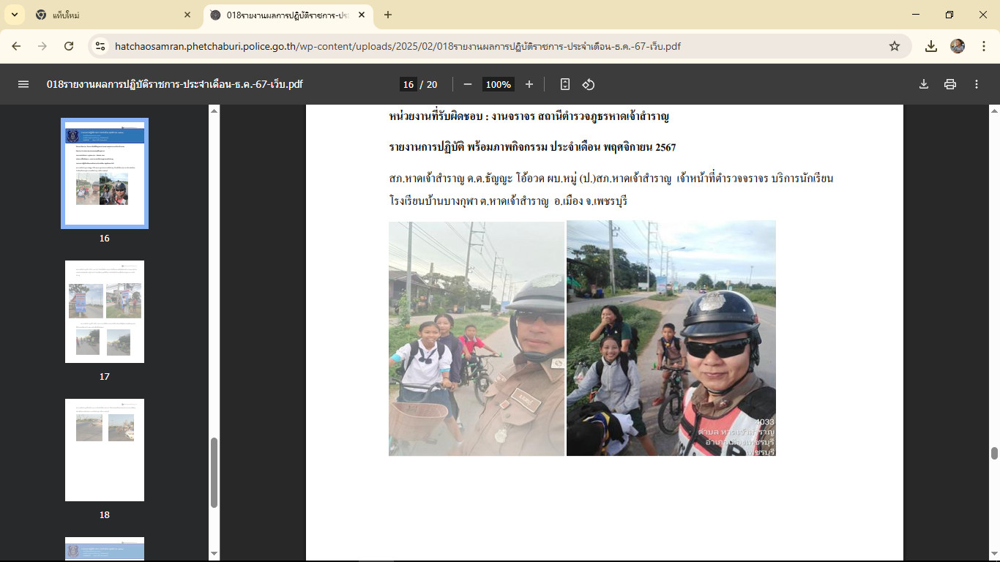 แท็บใหม่
018รายงานผลการปฏิบัติราชการ-ประ
hatchaosamran.phetchaburi.police.go.th/wp-content/uploads/2025/02/018รายงานผลการปฏิบัติราชการ-ประจำเดือน-ธ.ค.-67-เว็บ.pdf
018รายงานผลการปฏิบัติราชการ-ประจำเดือน-ธ.ค.-67-เว็บ.pdf
16 / 20
100%
16
17
18
หน่วยงานที่รับผิดชอบ : งานจราจร สถานีตำรวจภูธรหาดเจ้าสำราญ
รายงานการปฏิบัติ พร้อมภาพกิจกรรม ประจำเดือน พฤศจิกายน 2567
สภ.หาดเจ้าสำราญ ด.ต.ธัญญะ โอ้อวด ผบ.หมู่ (ป.)สภ.หาดเจ้าสำราญ เจ้าหน้าที่ตำรวจจราจร บริการนักเรียน
โรงเรียนบ้านบางกุฬา ต.หาดเจ้าสำราญ อ.เมือง จ.เพชรบุรี
4033
ตำบล หาดเจ้าสำราญ
อำเภอเมืองเพชรบุรี
เพชรบุรี